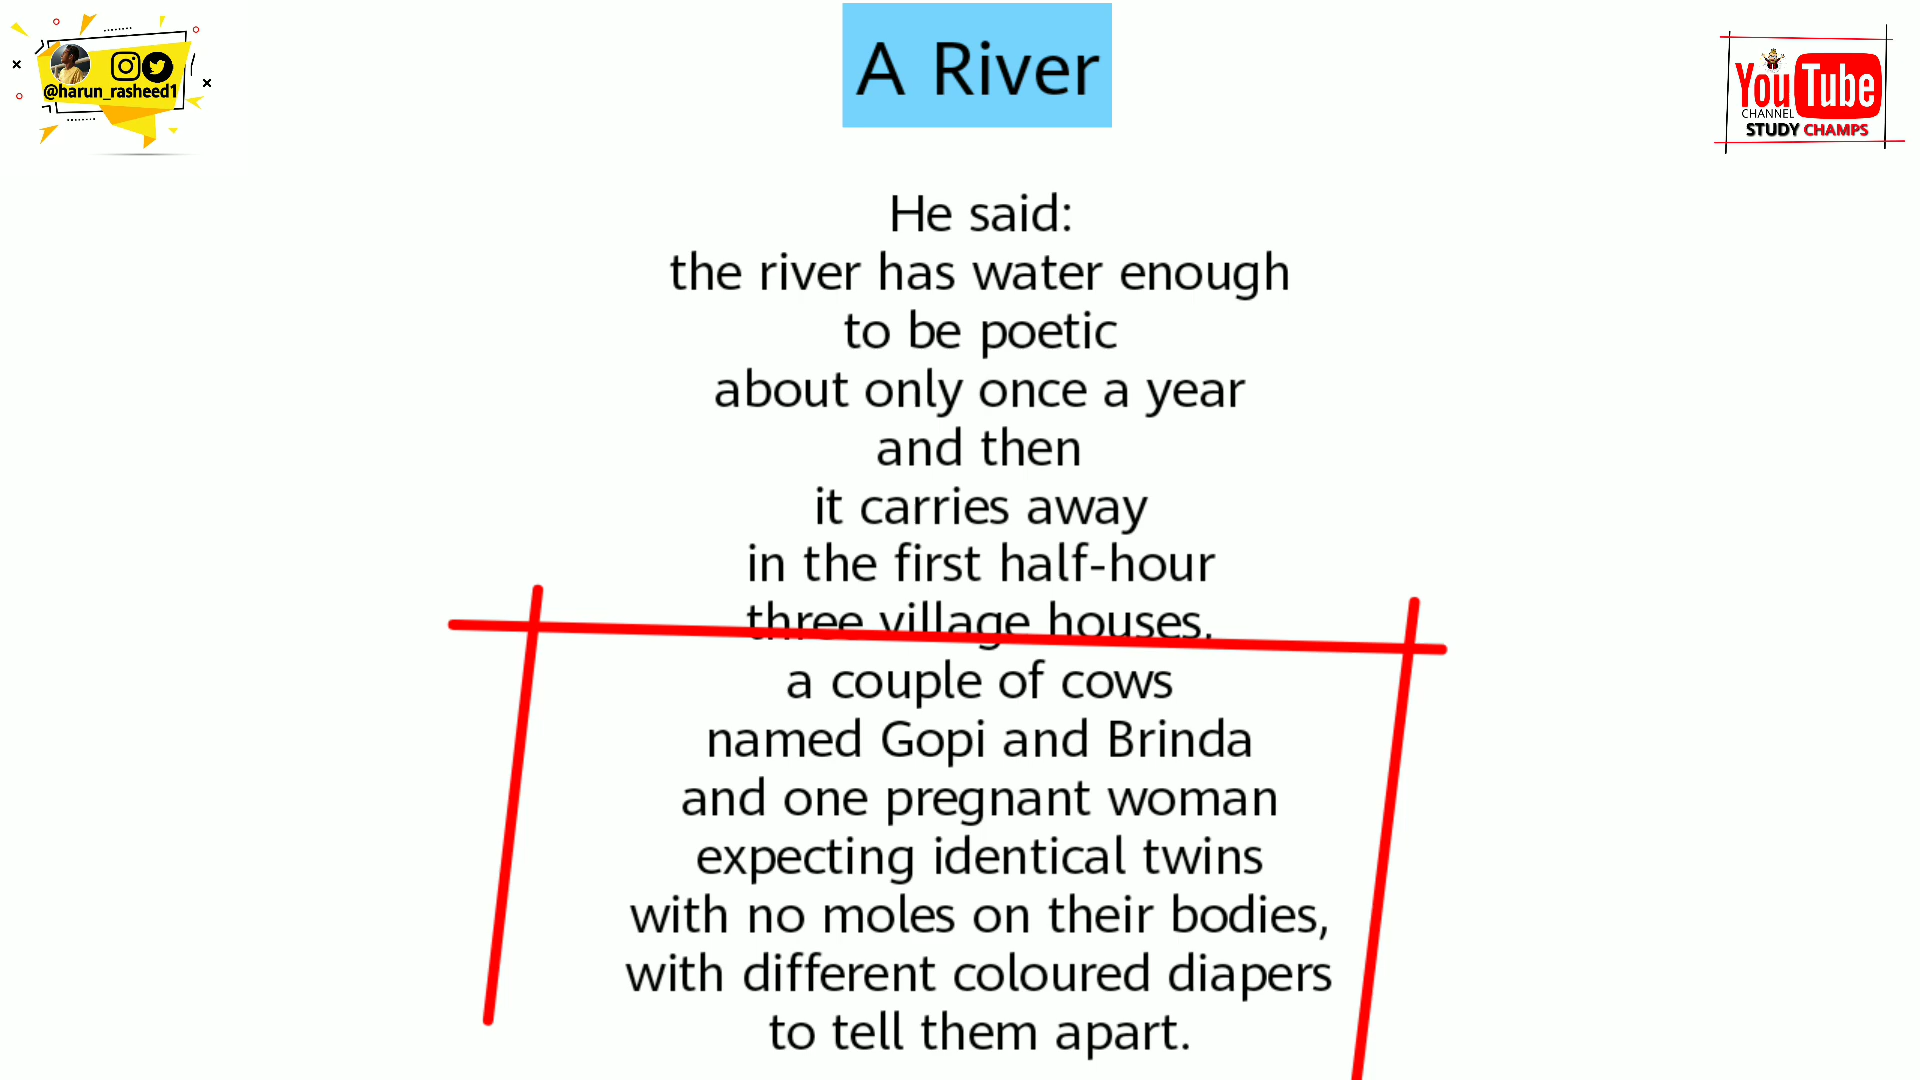 A River
@harun_rasheed1
You Tube
CHANNEL
STUDY CHAMPS
He said:
the river has water enough
to be poetic
about only once a year
and then
it carries away
in the first half-hour
three village houses,
a couple of cows
named Gopi and Brinda
and one pregnant woman
expecting identical twins
with no moles on their bodies,
with different coloured diapers
to tell them apart.